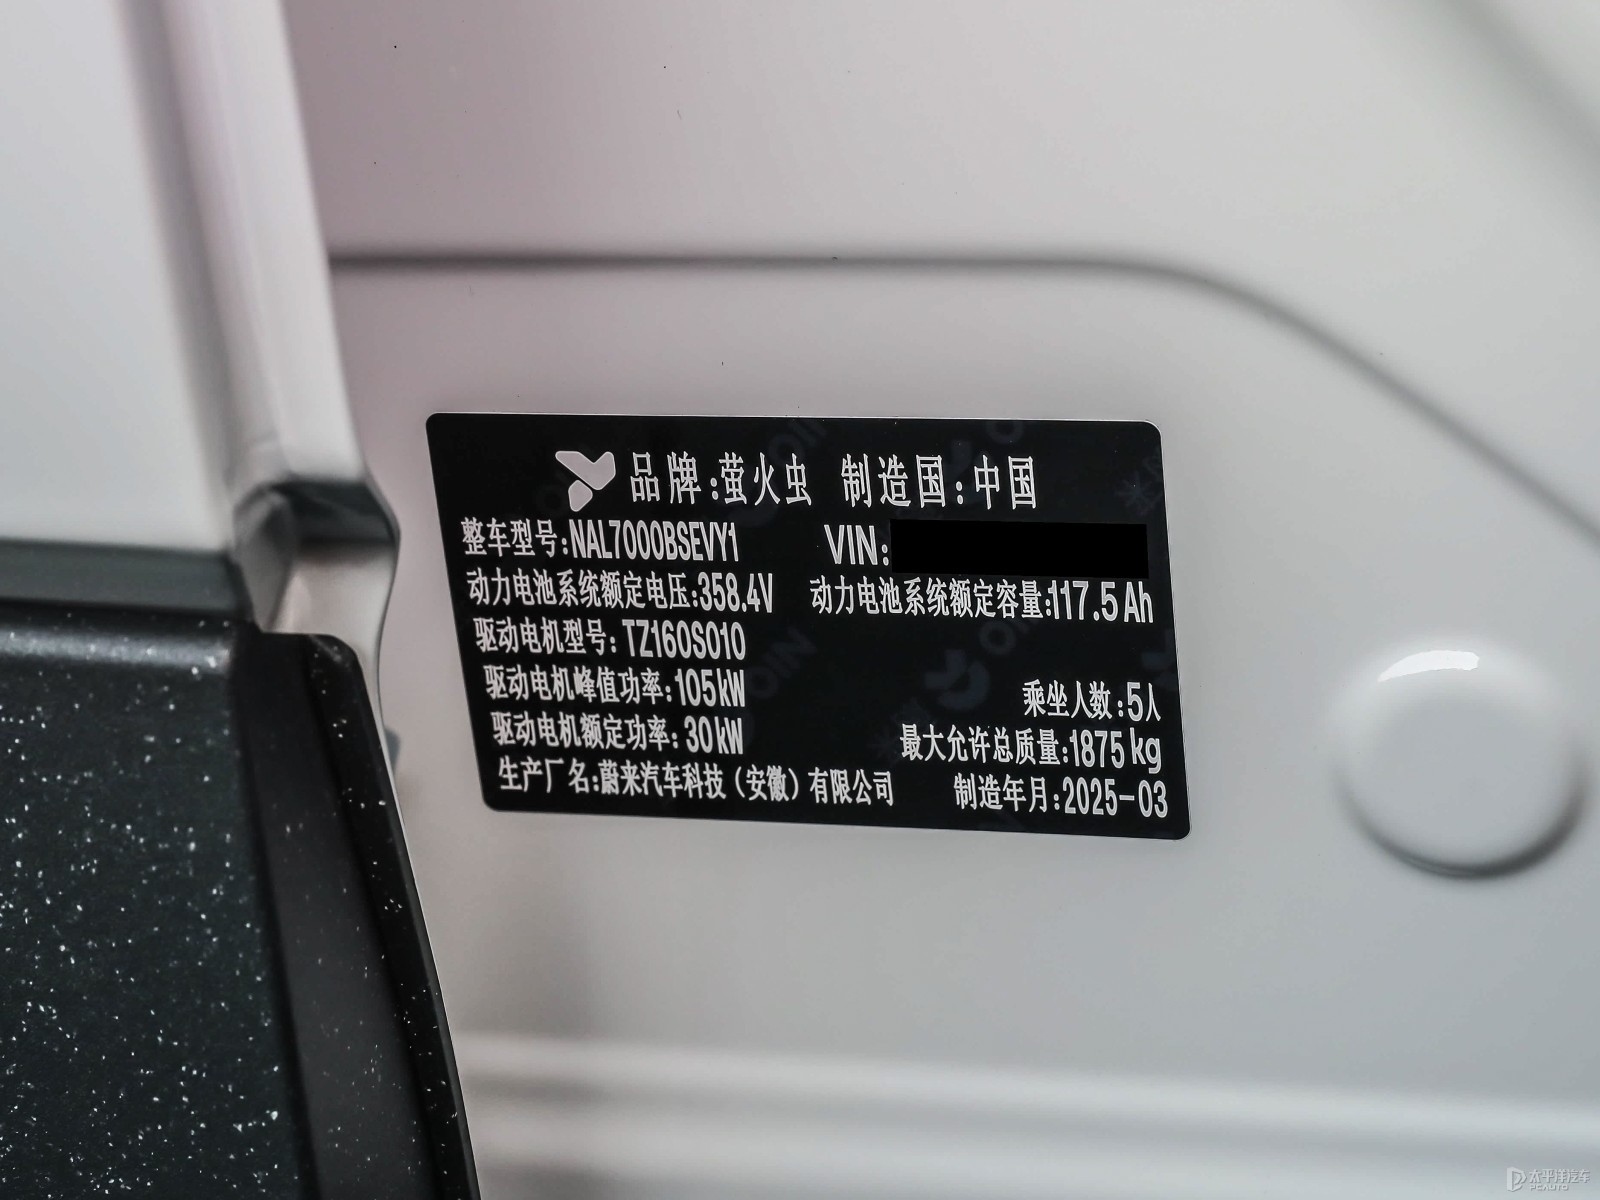 品牌:萤火虫 制造国:中国
整车型号:NAL7000BSEVY1 VIN:
动力电池系统额定电压:358.4V 动力电池系统额定容量:117.5Ah
驱动电机型号:TZ160S010
驱动电机峰值功率:105kW 乘坐人数:5人
驱动电机额定功率:30kW 最大允许总质量:1875kg
生产厂名:蔚来汽车科技（安徽）有限公司 制造年月:2025-03
太平洋汽车
PCAUTO